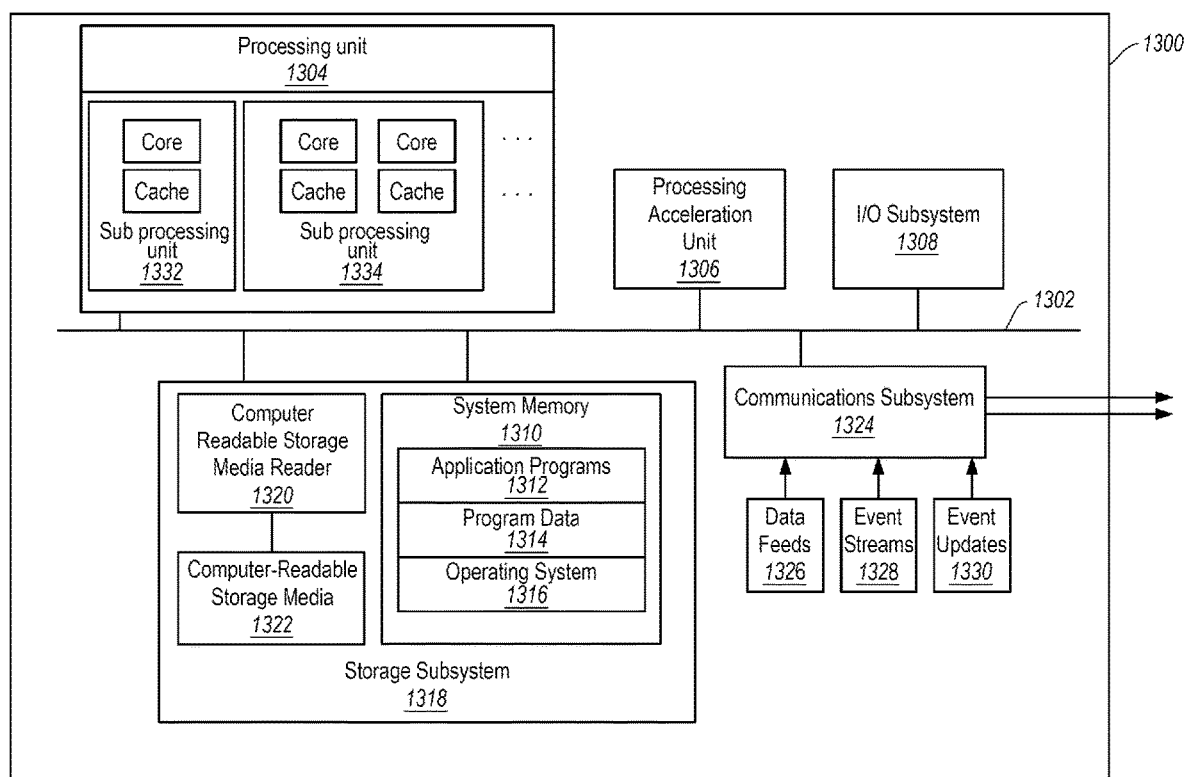 1300
Processing unit
1304
Core
Cache
Sub processing
unit
1332
Core Core
Cache Cache
Sub processing
unit
1334
. . .
. . .
Processing
Acceleration
Unit
1306
I/O Subsystem
1308
1302
Computer
Readable Storage
Media Reader
1320
Computer-Readable
Storage Media
1322
System Memory
1310
Application Programs
1312
Program Data
1314
Operating System
1316
Storage Subsystem
1318
Communications Subsystem
1324
Data
Feeds
1326
Event
Streams
1328
Event
Updates
1330